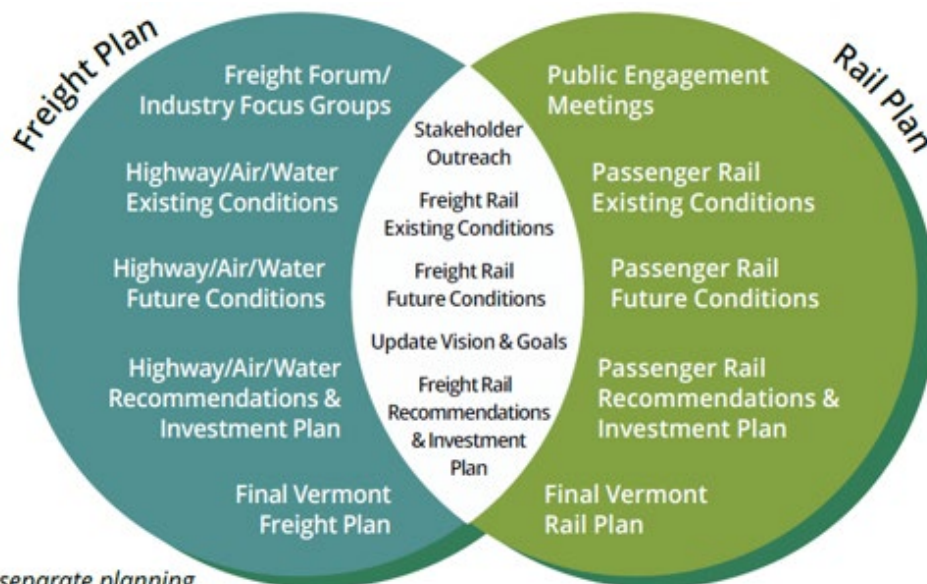 Freight Plan
Freight Forum/
Industry Focus Groups
Highway/Air/Water
Existing Conditions
Highway/Air/Water
Future Conditions
Highway/Air/Water
Recommendations &
Investment Plan
Final Vermont
Freight Plan
Stakeholder
Outreach
Freight Rail
Existing Conditions
Freight Rail
Future Conditions
Update Vision & Goals
Freight Rail
Recommendations
& Investment
Plan
Rail Plan
Public Engagement
Meetings
Passenger Rail
Existing Conditions
Passenger Rail
Future Conditions
Passenger Rail
Recommendations &
Investment Plan
Final Vermont
Rail Plan
separate planning